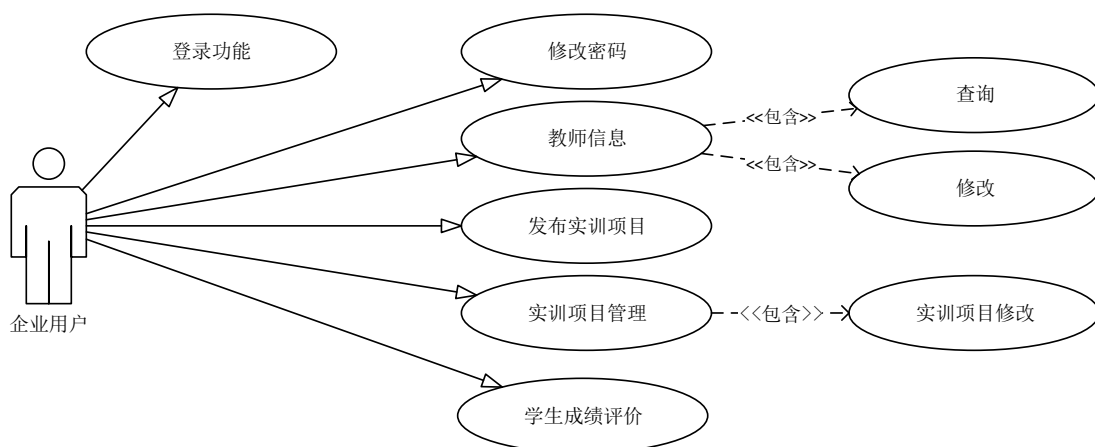 登录功能
修改密码
查询
教师信息
<<包含>>
<<包含>>
修改
发布实训项目
企业用户
实训项目管理
<<包含>>
实训项目修改
学生成绩评价